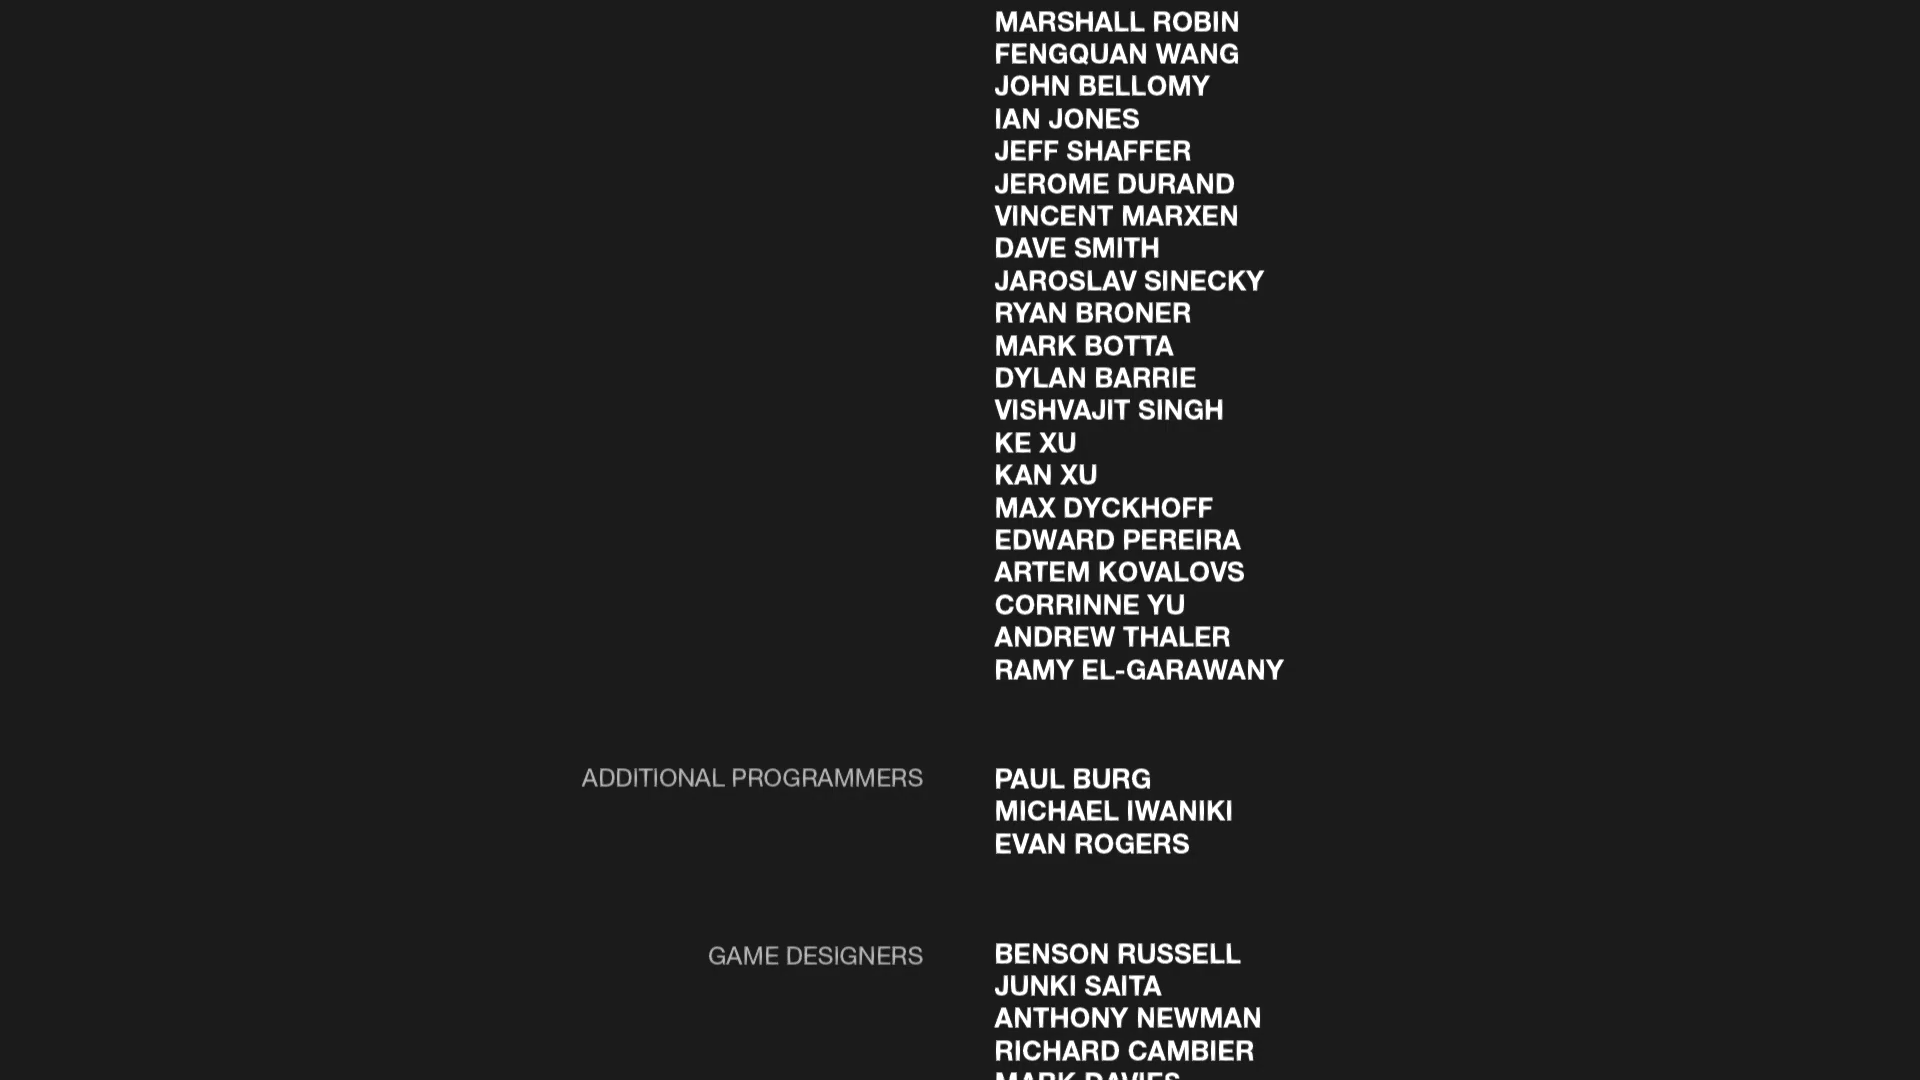 MARSHALL ROBIN
FENGQUAN WANG
JOHN BELLOMY
IAN JONES
JEFF SHAFFER
JEROME DURAND
VINCENT MARXEN
DAVE SMITH
JAROSLAV SINECKY
RYAN BRONER
MARK BOTTA
DYLAN BARRIE
VISHVAJIT SINGH
KE XU
KAN XU
MAX DYCKHOFF
EDWARD PEREIRA
ARTEM KOVALOVS
CORRINNE YU
ANDREW THALER
RAMY EL-GARAWANY
ADDITIONAL PROGRAMMERS PAUL BURG
MICHAEL IWANIKI
EVAN ROGERS
GAME DESIGNERS BENSON RUSSELL
JUNKI SAITA
ANTHONY NEWMAN
RICHARD CAMBIER
MARK DAVIES